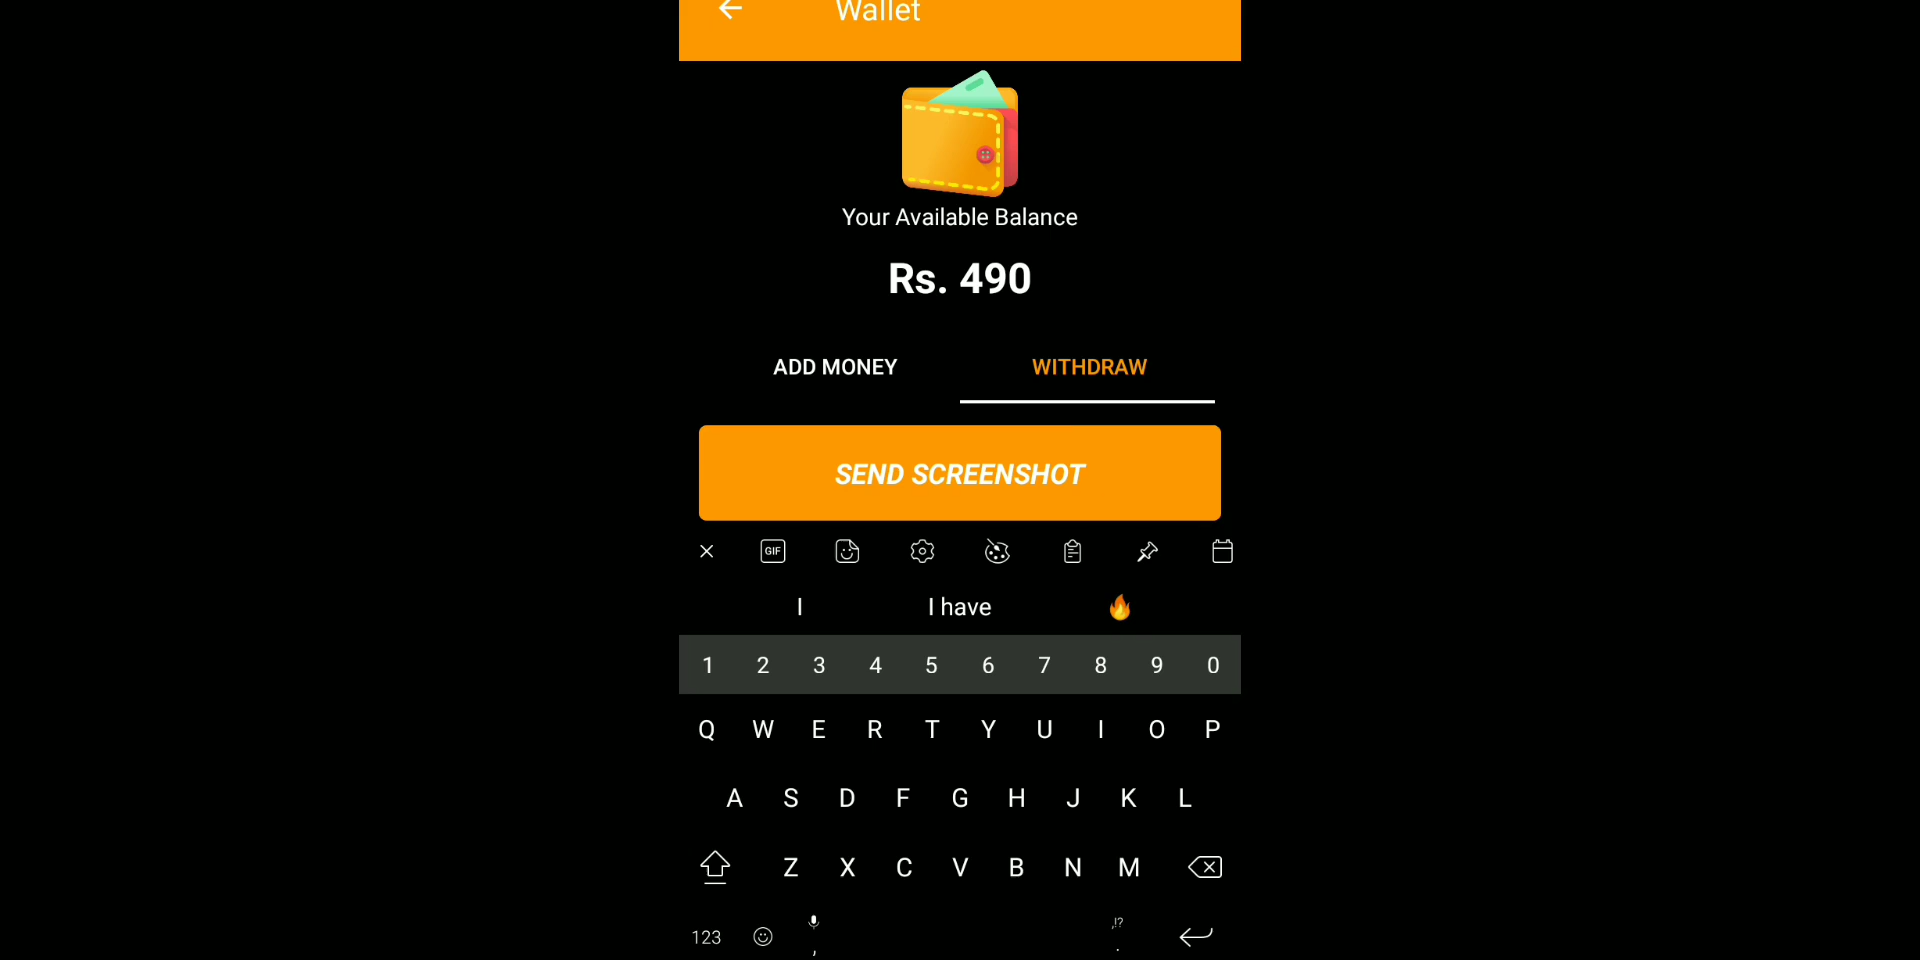 Wallet
Your Available Balance
Rs. 490
ADD MONEY WITHDRAW
SEND SCREENSHOT
GIF
I I have 🔥
1 2 3 4 5 6 7 8 9 0
Q W E R T Y U I O P
A S D F G H J K L
Z X C V B N M
,!?
123 , .